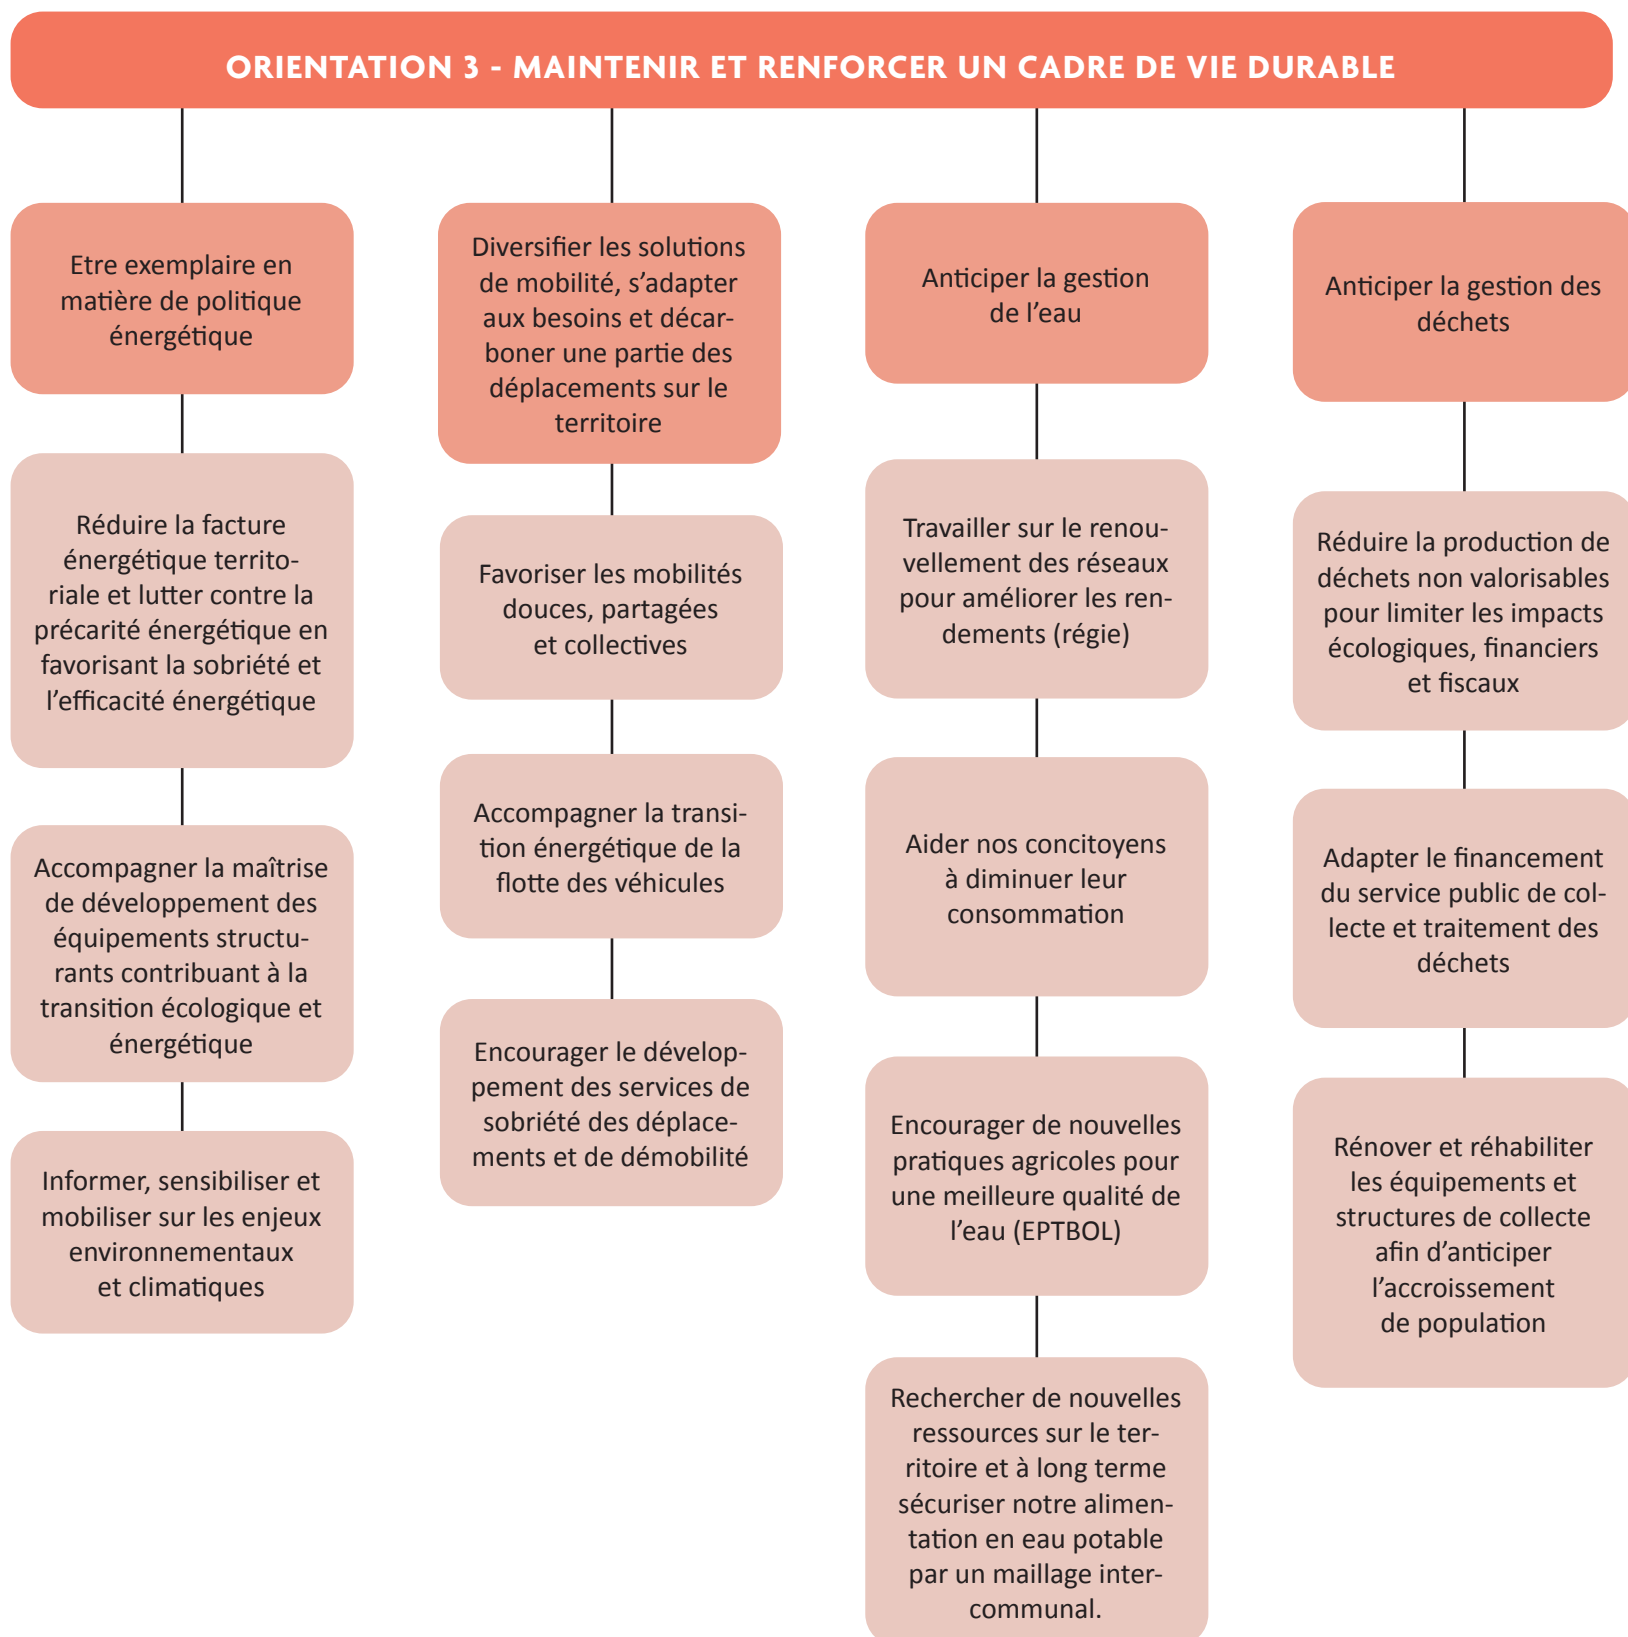 ORIENTATION 3 - MAINTENIR ET RENFORCER UN CADRE DE VIE DURABLE
Etre exemplaire en
matière de politique
énergétique
Réduire la facture
énergétique territo-
riale et lutter contre la
précarité énergétique en
favorisant la sobriété et
l’efficacité énergétique
Accompagner la maîtrise
de développement des
équipements structu-
rants contribuant à la
transition écologique et
énergétique
Informer, sensibiliser et
mobiliser sur les enjeux
environnementaux
et climatiques
Diversifier les solutions
de mobilité, s’adapter
aux besoins et décar-
boner une partie des
déplacements sur le
territoire
Favoriser les mobilités
douces, partagées
et collectives
Accompagner la transi-
tion énergétique de la
flotte des véhicules
Encourager le dévelop-
pement des services de
sobriété des déplace-
ments et de démobilité
Anticiper la gestion
de l’eau
Travailler sur le renou-
vellement des réseaux
pour améliorer les ren-
dements (régie)
Aider nos concitoyens
à diminuer leur
consommation
Encourager de nouvelles
pratiques agricoles pour
une meilleure qualité de
l’eau (EPTBOL)
Rechercher de nouvelles
ressources sur le ter-
ritoire et à long terme
sécuriser notre alimen-
tation en eau potable
par un maillage inter-
communal.
Anticiper la gestion des
déchets
Réduire la production de
déchets non valorisables
pour limiter les impacts
écologiques, financiers
et fiscaux
Adapter le financement
du service public de col-
lecte et traitement des
déchets
Rénover et réhabiliter
les équipements et
structures de collecte
afin d’anticiper
l’accroissement
de population